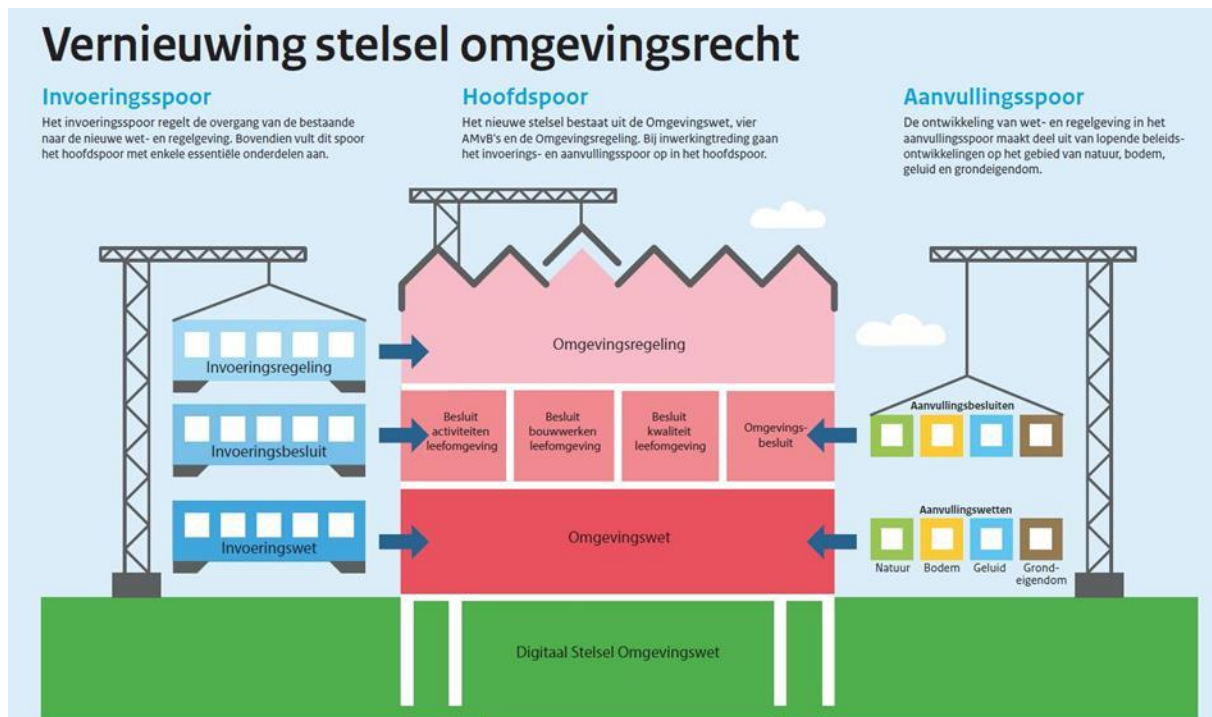 Vernieuwing stelsel omgevingsrecht
Invoeringsspoor
Het invoeringsspoor regelt de overgang van de bestaande
naar de nieuwe wet- en regelgeving. Bovendien vult dit spoor
het hoofdspoor met enkele essentiële onderdelen aan.
Hoofdspoor
Het nieuwe stelsel bestaat uit de Omgevingswet, vier
AMvB's en de Omgevingsregeling. Bij inwerkingtreding gaan
het invoerings- en aanvullingsspoor op in het hoofdspoor.
Aanvullingsspoor
De ontwikkeling van wet- en regelgeving in het
aanvullingsspoor maakt deel uit van lopende beleids-
ontwikkelingen op het gebied van natuur, bodem,
geluid en grondeigendom.
Invoeringsregeling
Invoeringsbesluit
Invoeringswet
Omgevingsregeling
Besluit
activiteiten
leefomgeving
Besluit
bouwwerken
leefomgeving
Besluit
kwaliteit
leefomgeving
Omgevings-
besluit
Omgevingswet
Digitaal Stelsel Omgevingswet
Aanvullingsbesluiten
Aanvullingswetten
Natuur
Bodem
Geluid
Grond-
eigendom